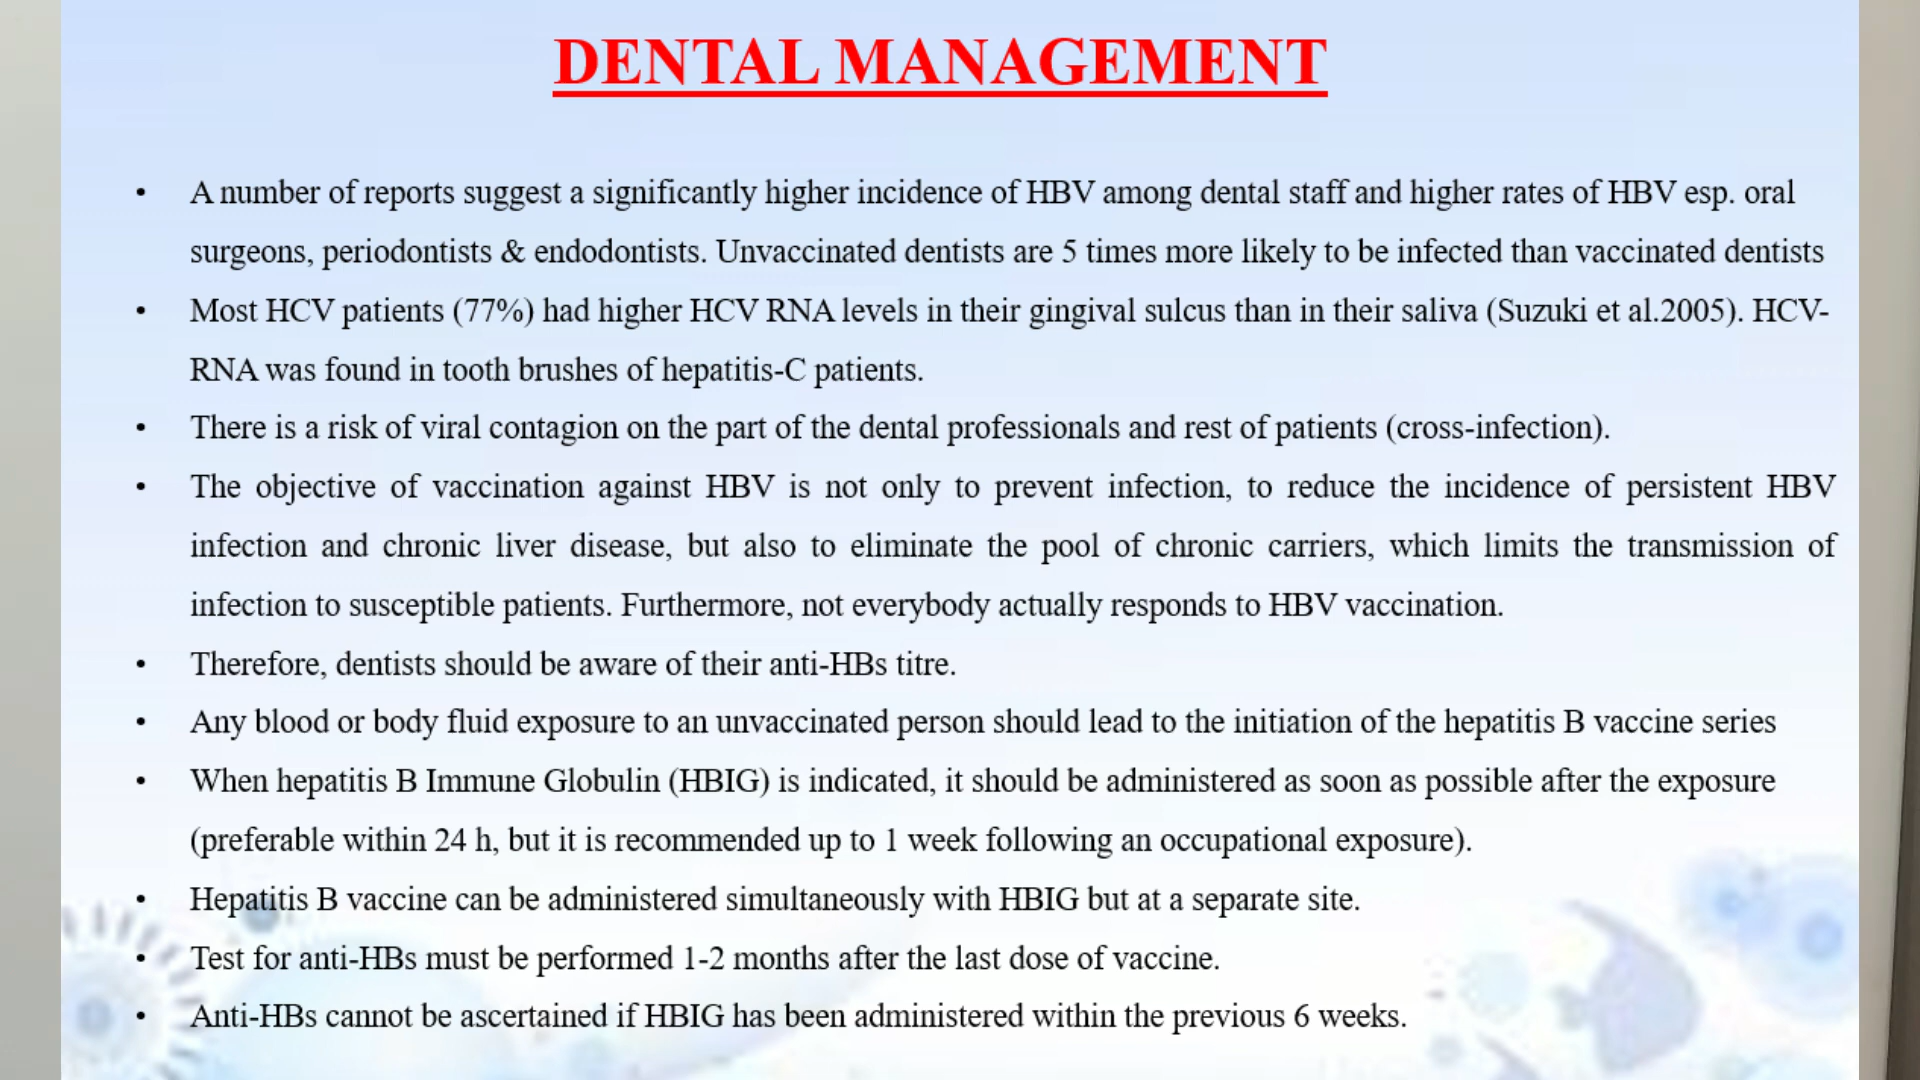 DENTAL MANAGEMENT
• A number of reports suggest a significantly higher incidence of HBV among dental staff and higher rates of HBV esp. oral
surgeons, periodontists & endodontists. Unvaccinated dentists are 5 times more likely to be infected than vaccinated dentists
• Most HCV patients (77%) had higher HCV RNA levels in their gingival sulcus than in their saliva (Suzuki et al.2005). HCV-
RNA was found in tooth brushes of hepatitis-C patients.
• There is a risk of viral contagion on the part of the dental professionals and rest of patients (cross-infection).
• The objective of vaccination against HBV is not only to prevent infection, to reduce the incidence of persistent HBV
infection and chronic liver disease, but also to eliminate the pool of chronic carriers, which limits the transmission of
infection to susceptible patients. Furthermore, not everybody actually responds to HBV vaccination.
• Therefore, dentists should be aware of their anti-HBs titre.
• Any blood or body fluid exposure to an unvaccinated person should lead to the initiation of the hepatitis B vaccine series
• When hepatitis B Immune Globulin (HBIG) is indicated, it should be administered as soon as possible after the exposure
(preferable within 24 h, but it is recommended up to 1 week following an occupational exposure).
• Hepatitis B vaccine can be administered simultaneously with HBIG but at a separate site.
• Test for anti-HBs must be performed 1-2 months after the last dose of vaccine.
• Anti-HBs cannot be ascertained if HBIG has been administered within the previous 6 weeks.